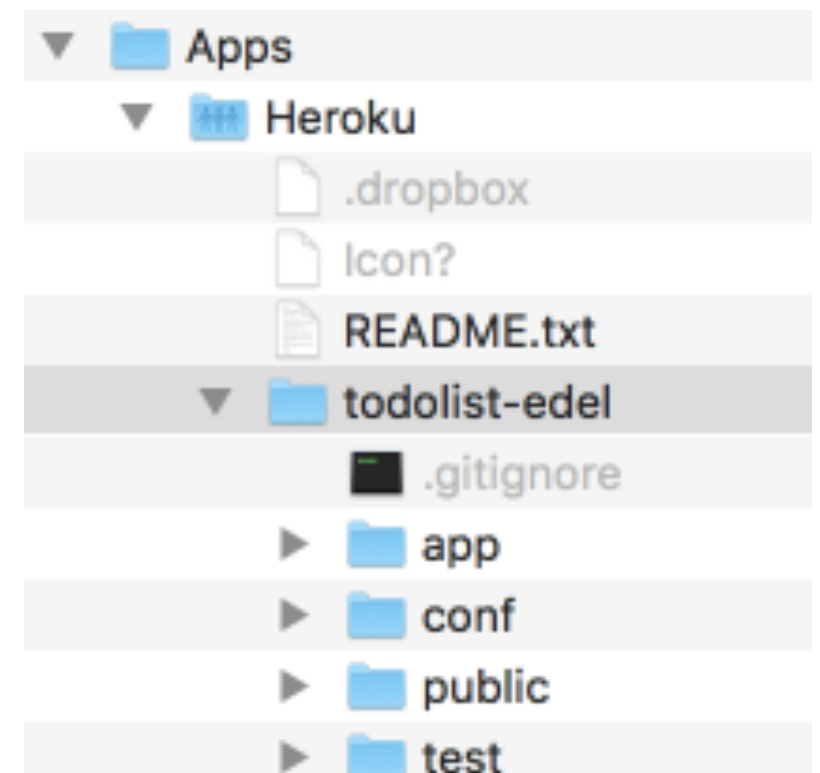 Apps
Heroku
.dropbox
Icon?
README.txt
todolist-edel
.gitignore
app
conf
public
test